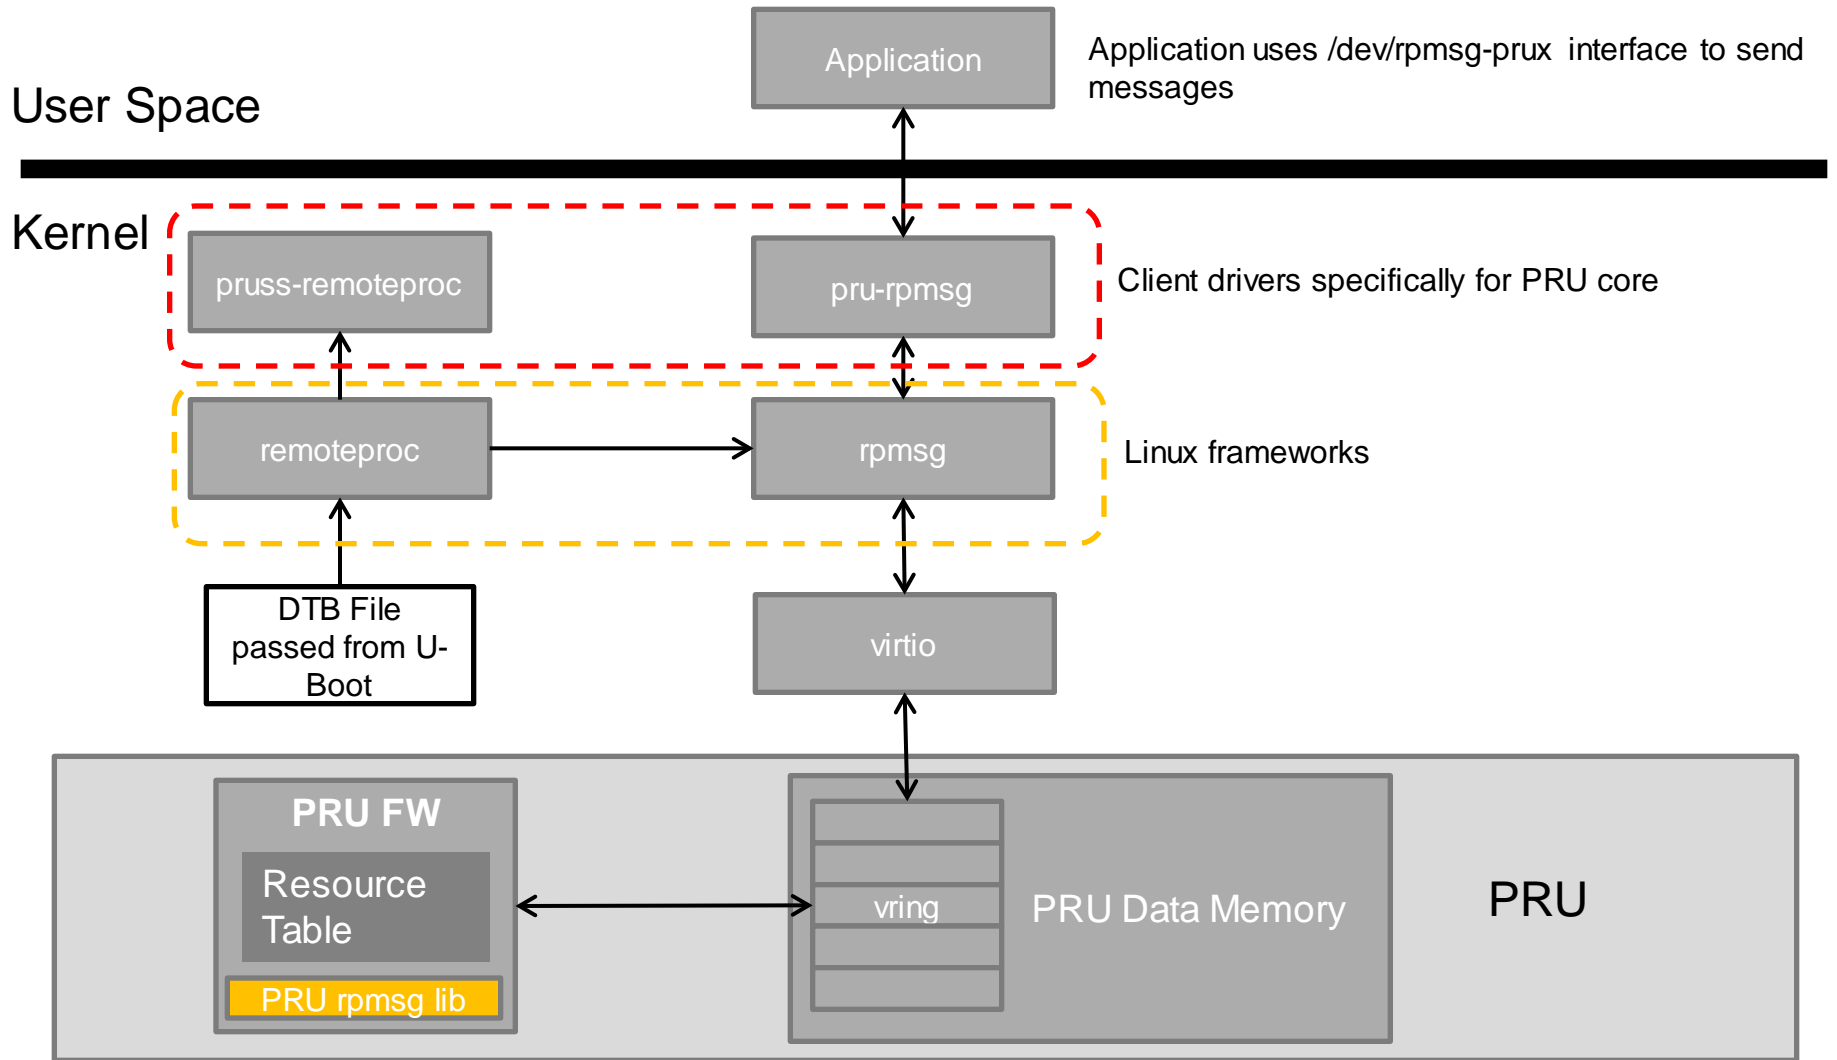 Application
Application uses /dev/rpmsg-prux interface to send
messages
User Space
Kernel
pruss-remoteproc
pru-rpmsg
Client drivers specifically for PRU core
remoteproc
rpmsg
Linux frameworks
DTB File
passed from U-
Boot
virtio
PRU FW
Resource
Table
PRU rpmsg lib
vring
PRU Data Memory
PRU